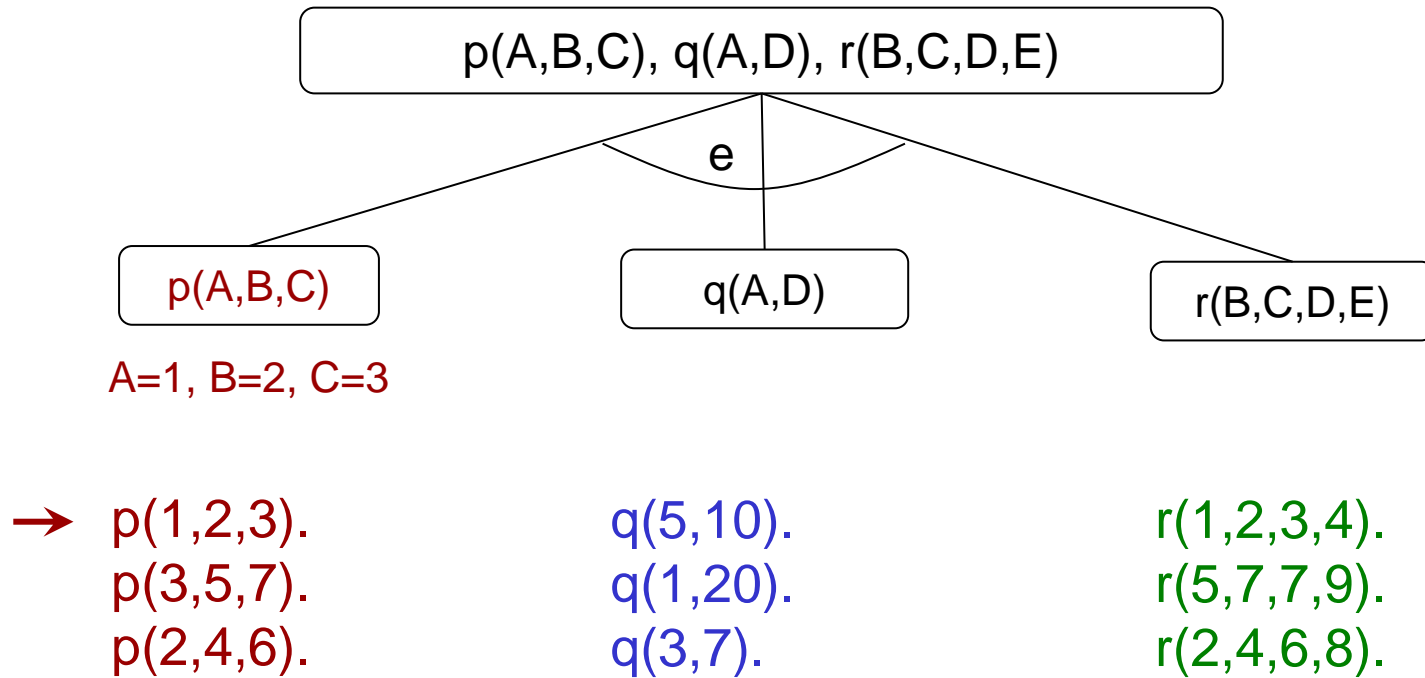 p(A,B,C), q(A,D), r(B,C,D,E)
e
p(A,B,C)
q(A,D)
r(B,C,D,E)
A=1, B=2, C=3
→ p(1,2,3). q(5,10). r(1,2,3,4).
p(3,5,7). q(1,20). r(5,7,7,9).
p(2,4,6). q(3,7). r(2,4,6,8).